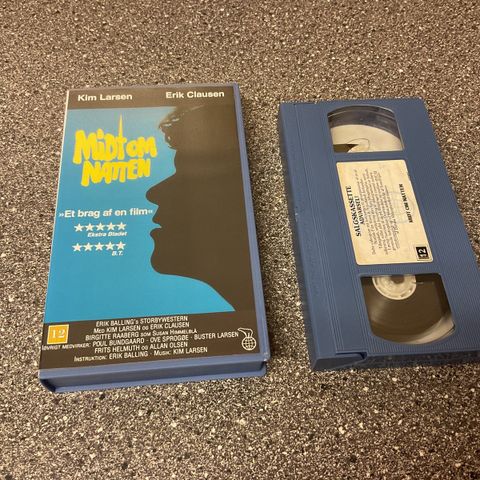 Kim Larsen Erik Clausen
MIDT OM
NATTEN
»Et brag af en film«
★★★★★
Ekstra Bladet
★★★★★
B.T.
12
ERIK BALLING's STORBYWESTERN
MED KIM LARSEN OG ERIK CLAUSEN
BIRGITTE RAABERG SOM SUSAN HIMMELBLÅ
ØVRIGT MEDVIRKER: POUL BUNDGAARD · OVE SPROGØE · BUSTER LARSEN
FRITS HELMUTH OG ALLAN OLSEN
INSTRUKTION: ERIK BALLING · MUSIK: KIM LARSEN
SALGSKASSETTE
ADVARSEL!
MIDT OM NATTEN
12